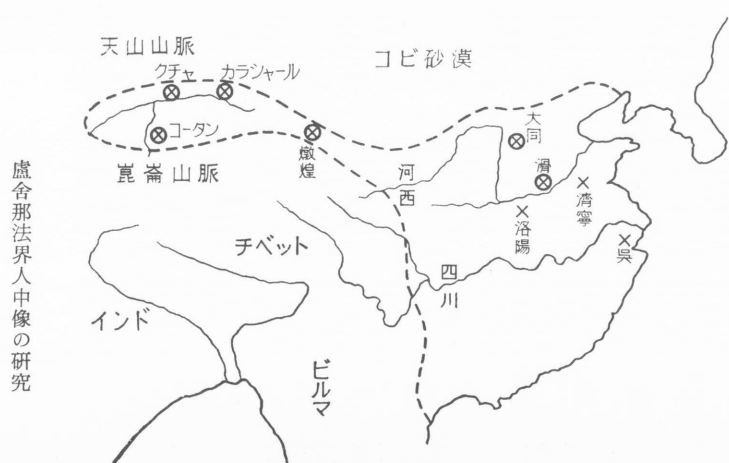 盧舍那法界人中像の硏究
天山山脈
クチャ
カラシャール
コビ砂漠
コータン
崑崙山脈
燉煌
大同
河西
滑
済寧
洛陽
呉
チベット
四川
インド
ビルマ